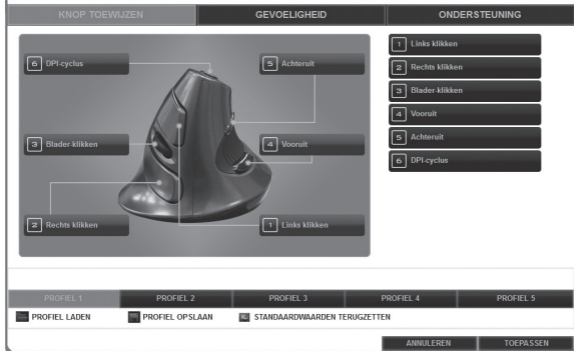 KNOP TOEWIJZEN
GEVOELIGHEID
ONDERSTEUNING
6 DPI-cyclus
5 Achteruit
3 Blader-klikken
4 Vooruit
2 Rechts klikken
1 Links klikken
1 Links klikken
2 Rechts klikken
3 Blader-klikken
4 Vooruit
5 Achteruit
6 DPI-cyclus
PROFIEL 1
PROFIEL 2
PROFIEL 3
PROFIEL 4
PROFIEL 5
PROFIEL LADEN
PROFIEL OPSLAAN
STANDAARDWAARDEN TERUGZETTEN
ANNULEREN
TOEPASSEN